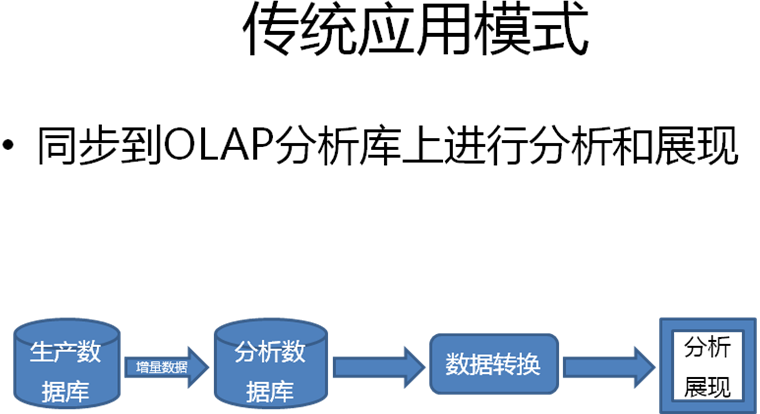 传统应用模式
• 同步到OLAP分析库上进行分析和展现
生产数
据库
增量数据
分析数
据库
数据转换
分析
展现